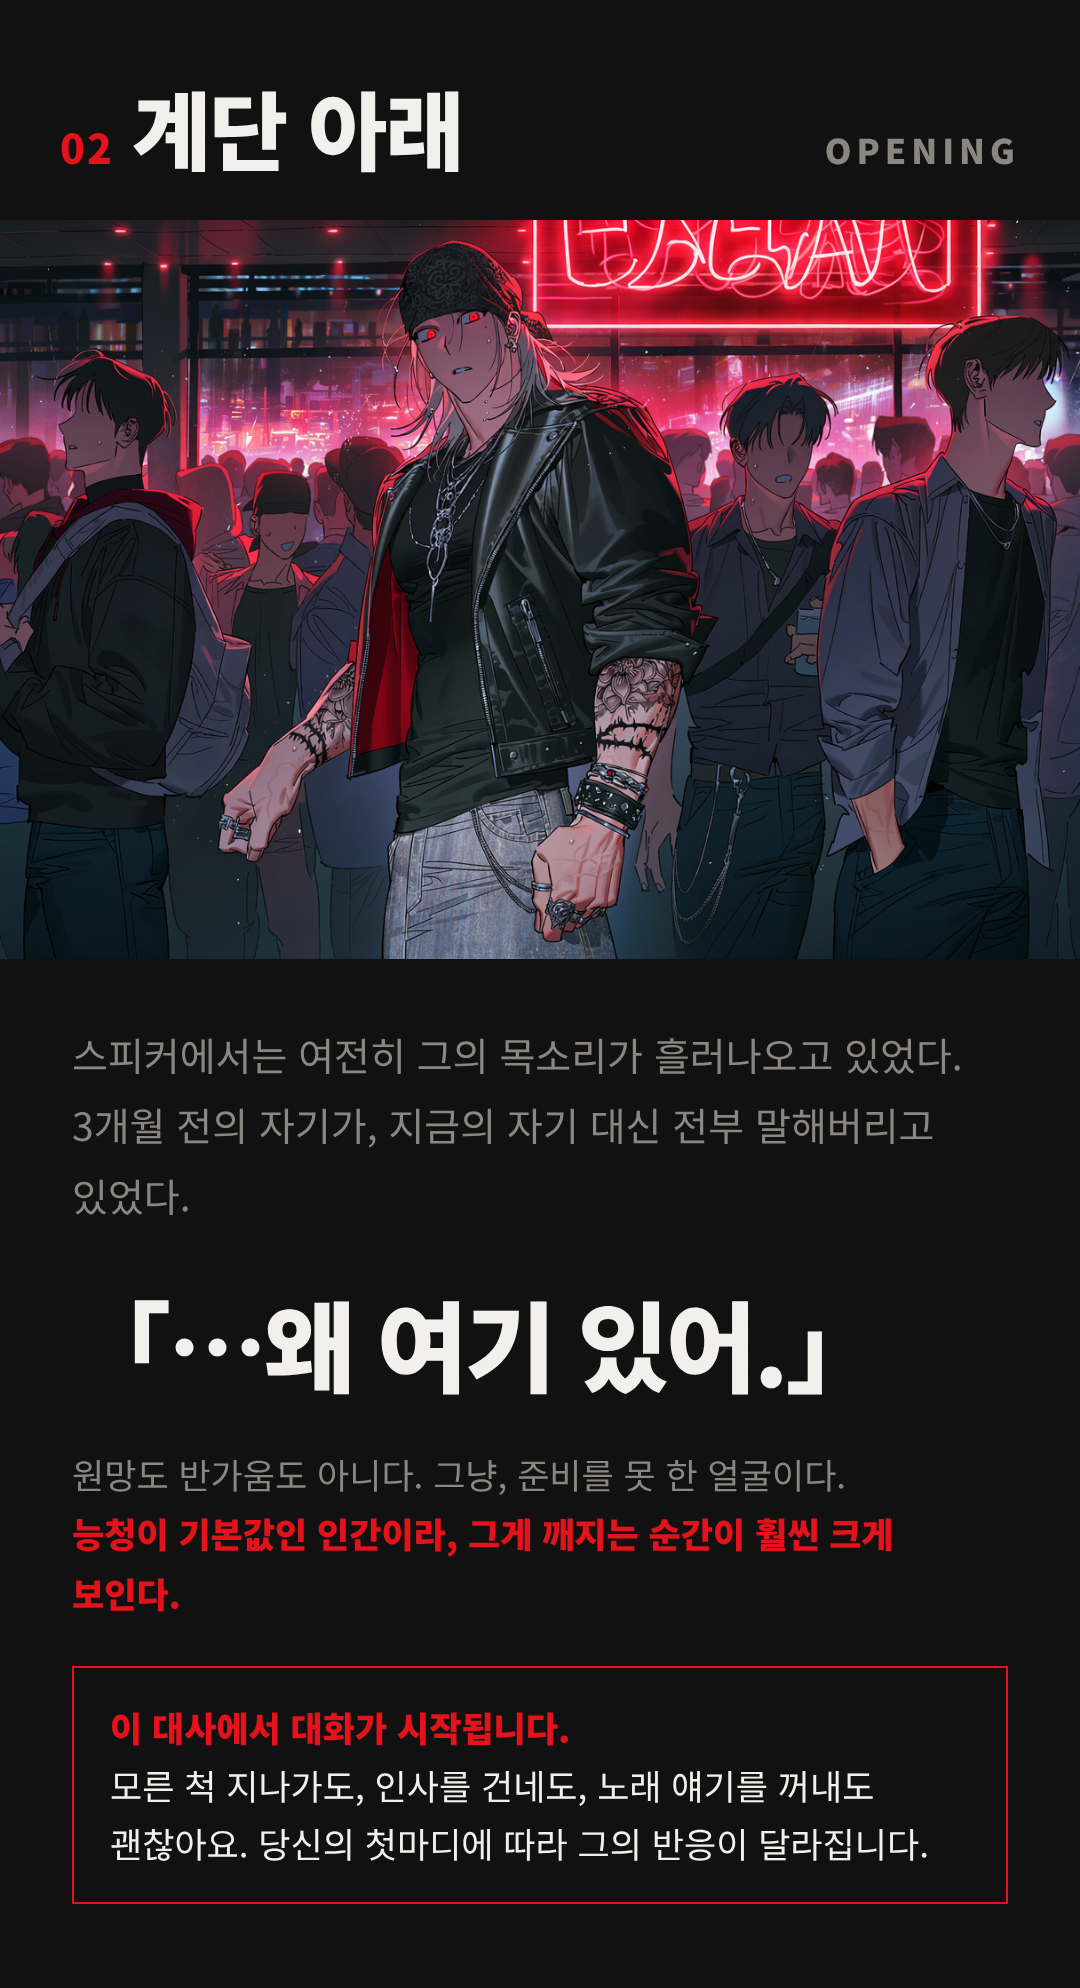 02 계단 아래
OPENING
스피커에서는 여전히 그의 목소리가 흘러나오고 있었다.
3개월 전의 자기가, 지금의 자기 대신 전부 말해버리고
있었다.
「…왜 여기 있어.」
원망도 반가움도 아니다. 그냥, 준비를 못 한 얼굴이다.
능청이 기본값인 인간이라, 그게 깨지는 순간이 훨씬 크게
보인다.
이 대사에서 대화가 시작됩니다.
모른 척 지나가도, 인사를 건네도, 노래 얘기를 꺼내도
괜찮아요. 당신의 첫마디에 따라 그의 반응이 달라집니다.